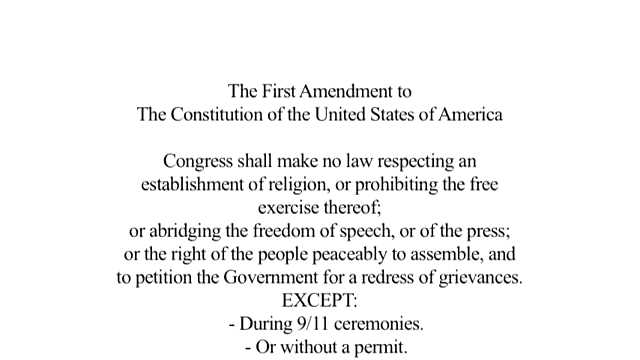 The First Amendment to
The Constitution of the United States of America
Congress shall make no law respecting an
establishment of religion, or prohibiting the free
exercise thereof;
or abridging the freedom of speech, or of the press;
or the right of the people peaceably to assemble, and
to petition the Government for a redress of grievances.
EXCEPT:
- During 9/11 ceremonies.
- Or without a permit.